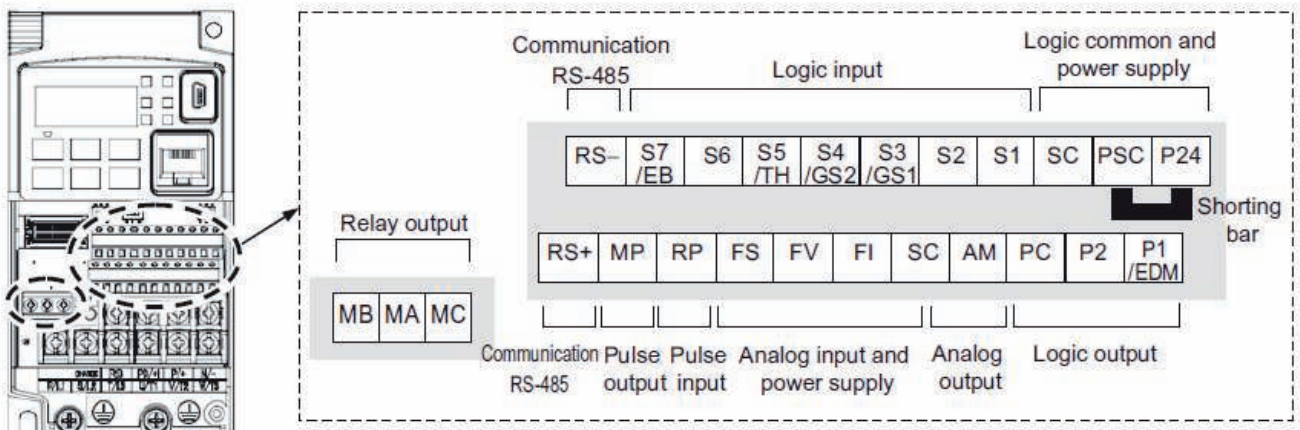 Communication
RS-485
Logic input
Logic common and
power supply
RS– S7 /EB S6 S5 /TH S4 /GS2 S3 /GS1 S2 S1 SC PSC P24
Shorting
bar
Relay output
RS+ MP RP FS FV FI SC AM PC P2 P1 /EDM
MB MA MC
Communication
RS-485
Pulse
output
Pulse
input
Analog input and
power supply
Analog
output
Logic output